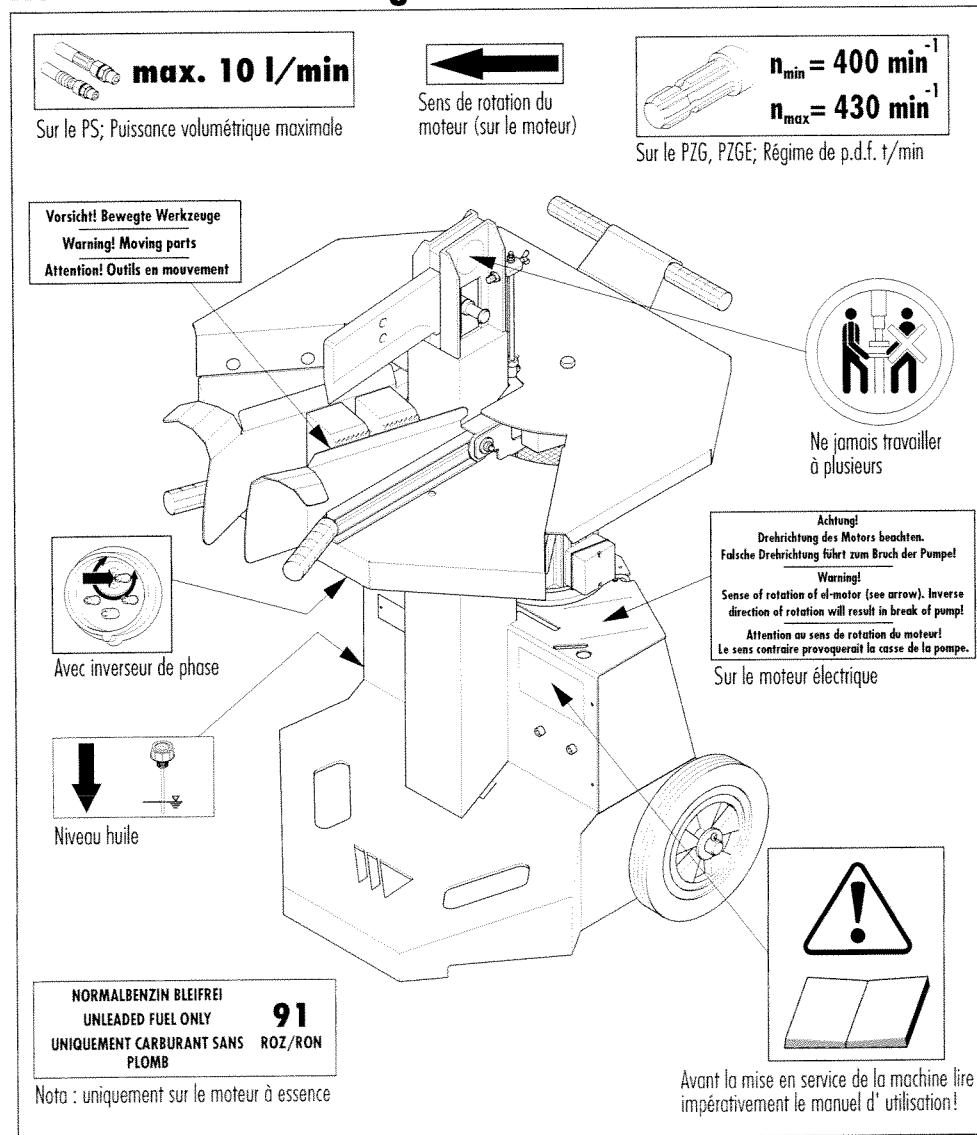 max. 10 l/min
Sur le PS; Puissance volumétrique maximale
Sens de rotation du
moteur (sur le moteur)
n min = 400 min -1
n max = 430 min -1
Sur le PZG, PZGE; Régime de p.d.f. t/min
Vorsicht! Bewegte Werkzeuge
Warning! Moving parts
Attention! Outils en mouvement
Ne jamais travailler
à plusieurs
Achtung!
Drehrichtung des Motors beachten.
Falsche Drehrichtung führt zum Bruch der Pumpe!
Warning!
Sense of rotation of el-motor (see arrow). Inverse
direction of rotation will result in break of pump!
Attention au sens de rotation du moteur!
Le sens contraire provoquerait la casse de la pompe.
Sur le moteur électrique
Avec inverseur de phase
Niveau huile
NORMALBENZIN BLEIFREI
UNLEADED FUEL ONLY
UNIQUEMENT CARBURANT SANS
PLOMB
91
ROZ/RON
Nota : uniquement sur le moteur à essence
Avant la mise en service de la machine lire
impérativement le manuel d' utilisation!